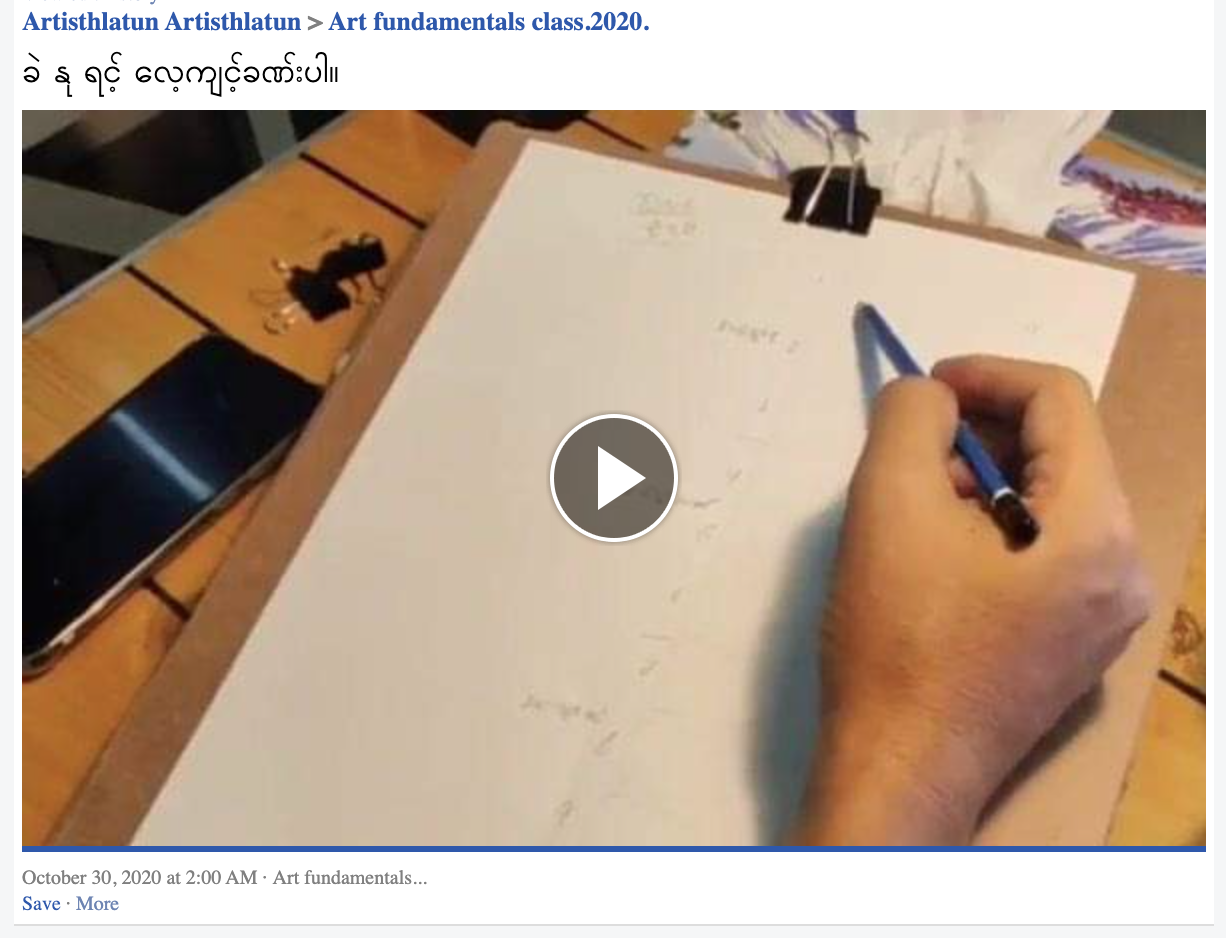 Artisthlatun Artisthlatun > Art fundamentals class.2020.
ခဲ နု ရင့် လေ့ကျင့်ခဏ်းပါ။
October 30, 2020 at 2:00 AM · Art fundamentals...
Save · More